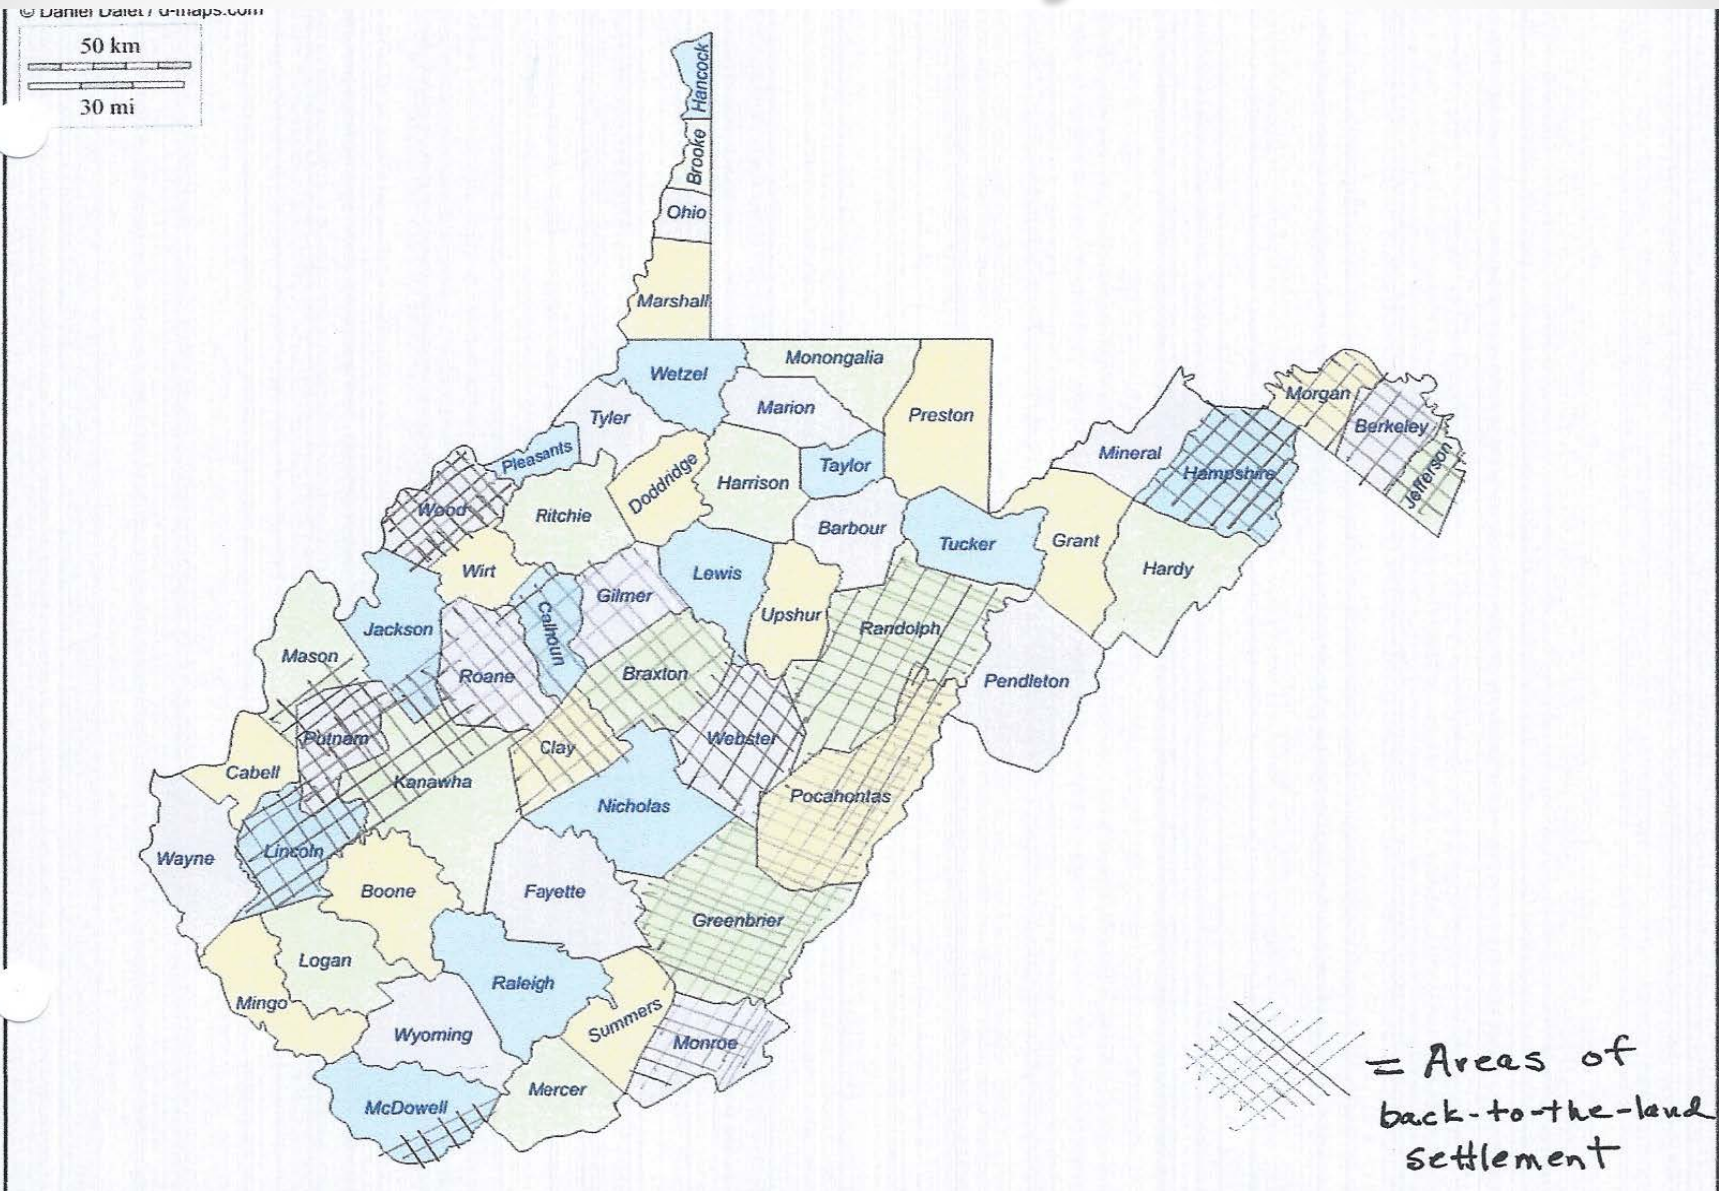 © Daniel Dalet / d-maps.com
50 km
30 mi
Hancock
Brooke
Ohio
Marshall
Wetzel
Monongalia
Marion
Preston
Tyler
Pleasants
Doddridge
Harrison
Taylor
Mineral
Hampshire
Morgan
Berkeley
Jefferson
Wood
Ritchie
Barbour
Tucker
Grant
Hardy
Wirt
Calhoun
Gilmer
Lewis
Upshur
Randolph
Jackson
Mason
Roane
Braxton
Pendleton
Putnam
Clay
Webster
Cabell
Kanawha
Nicholas
Pocahontas
Wayne
Lincoln
Boone
Fayette
Greenbrier
Logan
Raleigh
Mingo
Wyoming
Summers
Monroe
McDowell
Mercer
= Areas of
back-to-the-land
settlement